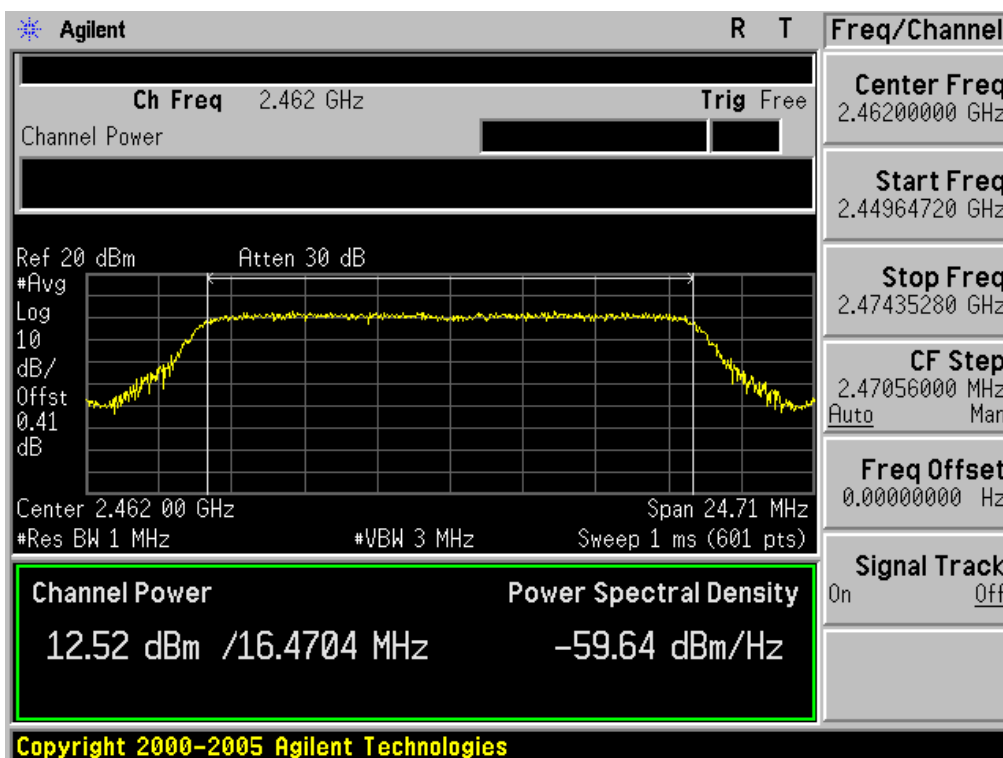 Agilent R T
Freq/Channel
Ch Freq 2.462 GHz Trig Free
Channel Power
Ref 20 dBm Atten 30 dB
#Avg
Log
10
dB/
Offst
0.41
dB
Center 2.462 00 GHz Span 24.71 MHz
#Res BW 1 MHz #VBW 3 MHz Sweep 1 ms (601 pts)
Channel Power Power Spectral Density
12.52 dBm /16.4704 MHz -59.64 dBm/Hz
Copyright 2000-2005 Agilent Technologies
Center Freq
2.46200000 GHz
Start Freq
2.44964720 GHz
Stop Freq
2.47435280 GHz
CF Step
2.47056000 MHz
Auto Man
Freq Offset
0.00000000 Hz
Signal Track
On Off